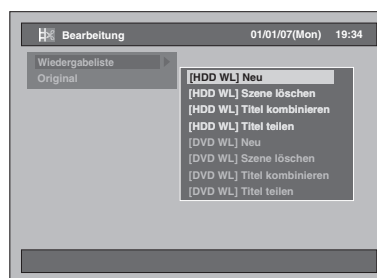 Bearbeitung 01/01/07(Mon) 19:34
Wiedergabeliste
Original
[HDD WL] Neu
[HDD WL] Szene löschen
[HDD WL] Titel kombinieren
[HDD WL] Titel teilen
[DVD WL] Neu
[DVD WL] Szene löschen
[DVD WL] Titel kombinieren
[DVD WL] Titel teilen